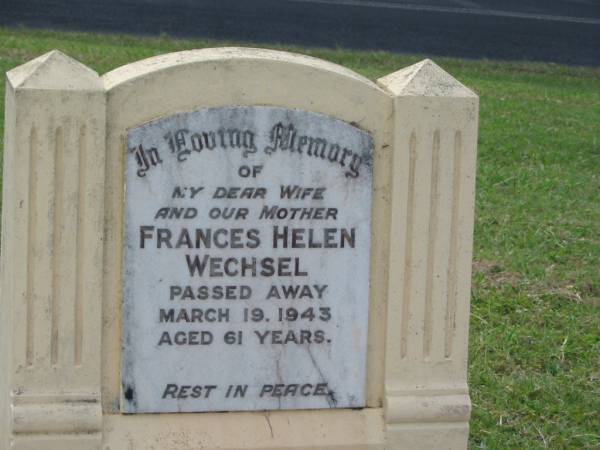 In Loving Memory
OF
MY DEAR WIFE
AND OUR MOTHER
FRANCES HELEN
WECHSEL
PASSED AWAY
MARCH 19. 1943
AGED 61 YEARS.
REST IN PEACE.